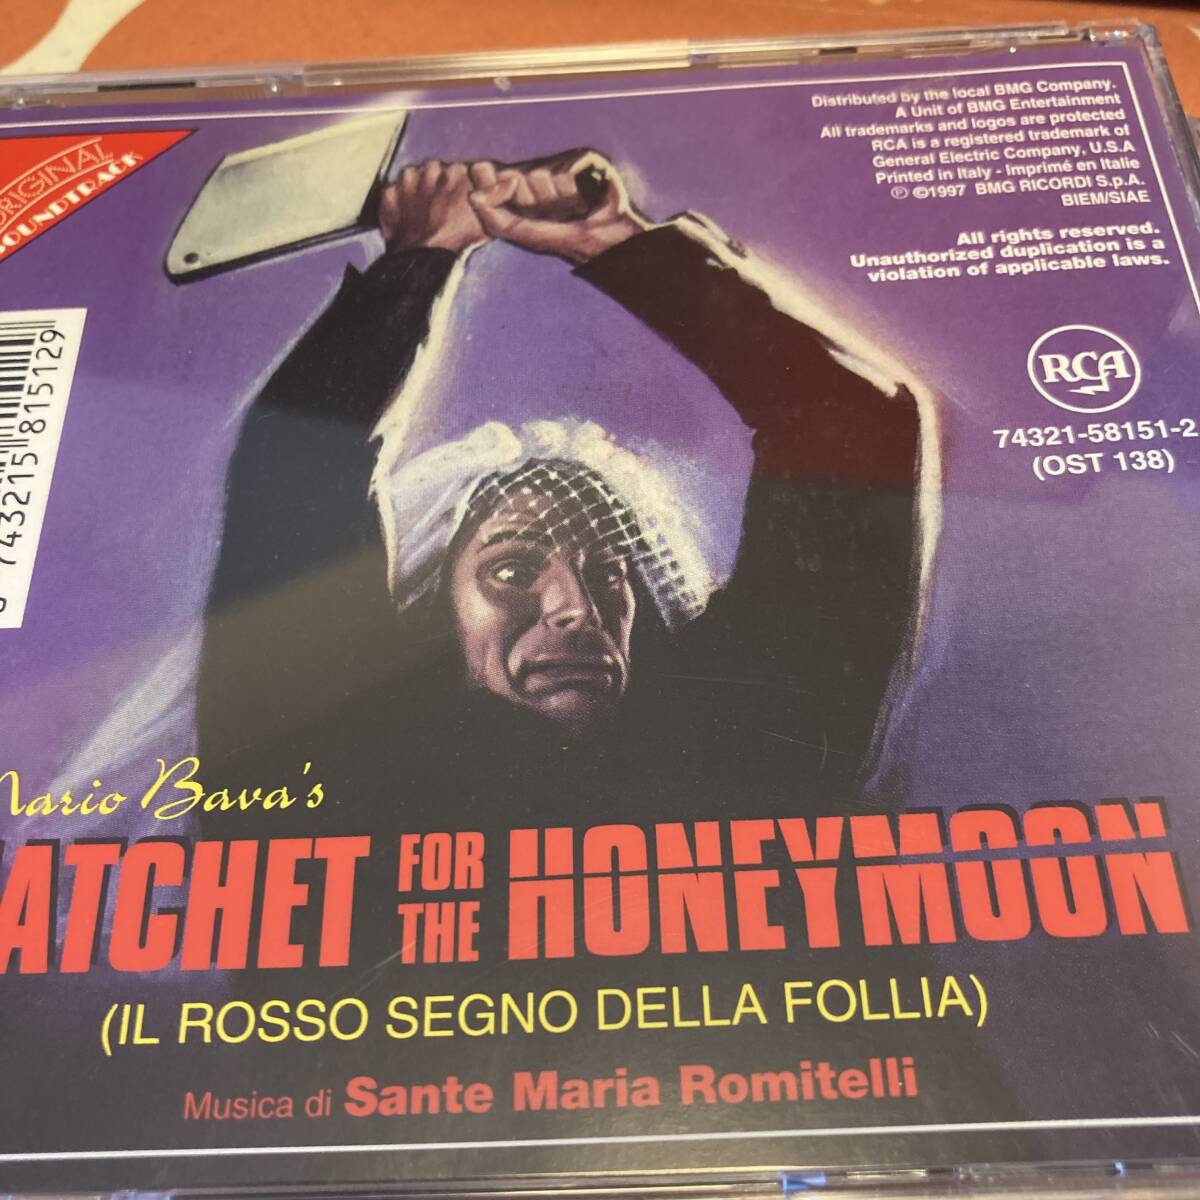 Distributed by the local BMG Company.
A Unit of BMG Entertainment
All trademarks and logos are protected
RCA is a registered trademark of
General Electric Company, U.S.A
Printed in Italy - Imprimé en Italie
℗ ©1997 BMG RICORDI S.p.A.
BIEM/SIAE
All rights reserved.
Unauthorized duplication is a
violation of applicable laws.
ORIGINAL
SOUNDTRACK
743215 815129
RCA
74321-58151-2
(OST 138)
Mario Bava's
ATCHET FOR THE HONEYMOON
(IL ROSSO SEGNO DELLA FOLLIA)
Musica di Sante Maria Romitelli